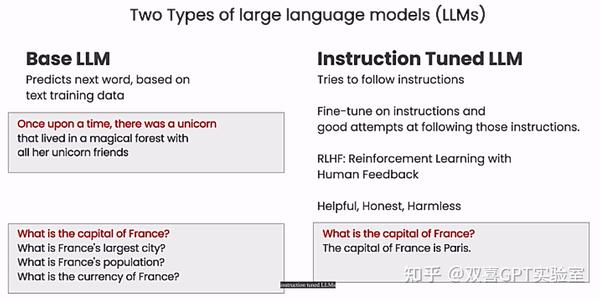 Two Types of large language models (LLMs)
Base LLM
Predicts next word, based on
text training data
Once upon a time, there was a unicorn
that lived in a magical forest with
all her unicorn friends
What is the capital of France?
What is France's largest city?
What is France's population?
What is the currency of France?
Instruction Tuned LLM
Tries to follow instructions
Fine-tune on instructions and
good attempts at following those instructions.
RLHF: Reinforcement Learning with
Human Feedback
Helpful, Honest, Harmless
What is the capital of France?
The capital of France is Paris.
instruction tuned LLMs
知乎 @双喜GPT实验室